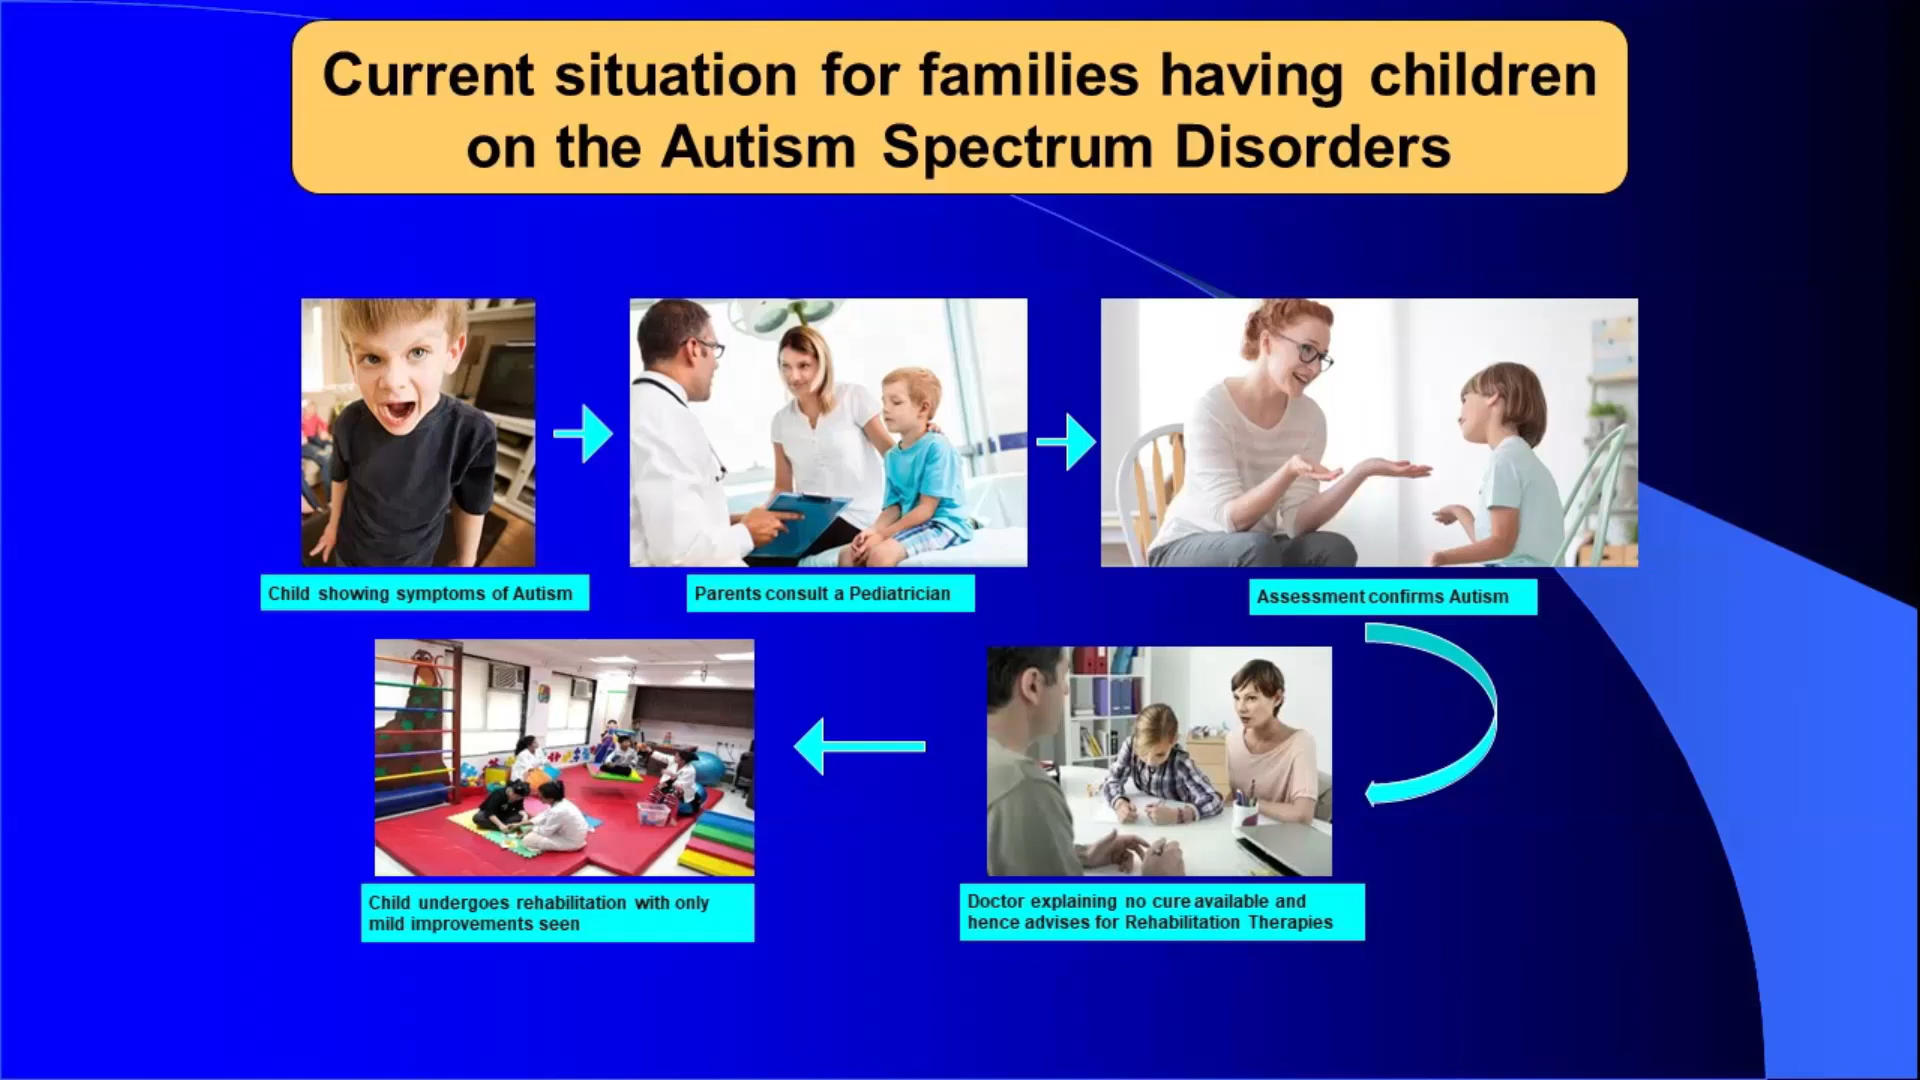 Current situation for families having children
on the Autism Spectrum Disorders
Child showing symptoms of Autism
Parents consult a Pediatrician
Assessment confirms Autism
Doctor explaining no cure available and
hence advises for Rehabilitation Therapies
Child undergoes rehabilitation with only
mild improvements seen